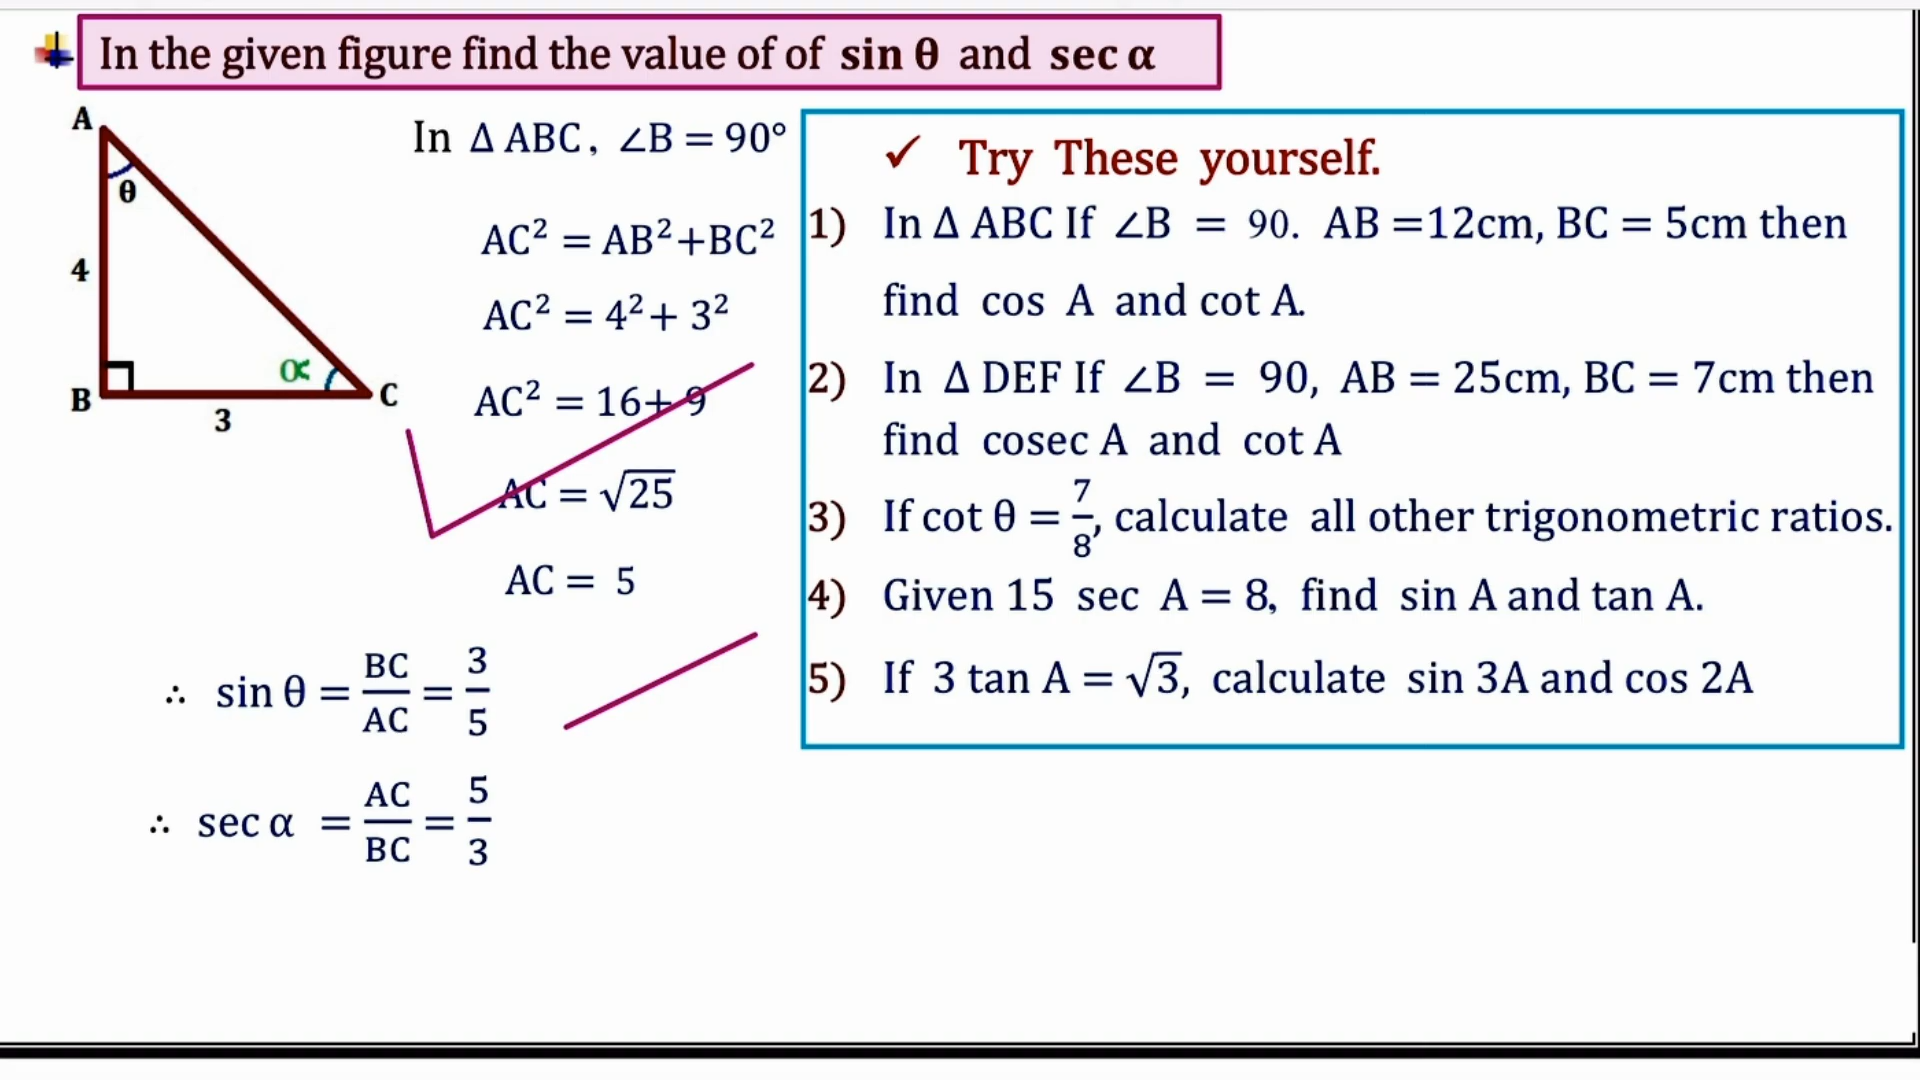 In the given figure find the value of of sin θ and sec α
A
θ
4
B
3
α
C
In Δ ABC, ∠B = 90°
AC² = AB²+BC²
AC² = 4²+ 3²
AC² = 16+ 9
AC = √25
AC = 5
∴ sin θ = BC/AC = 3/5
∴ sec α = AC/BC = 5/3
✓ Try These yourself.
1) In Δ ABC If ∠B = 90. AB =12cm, BC = 5cm then
find cos A and cot A.
2) In Δ DEF If ∠B = 90, AB = 25cm, BC = 7cm then
find cosec A and cot A
3) If cot θ = 7/8, calculate all other trigonometric ratios.
4) Given 15 sec A = 8, find sin A and tan A.
5) If 3 tan A = √3, calculate sin 3A and cos 2A